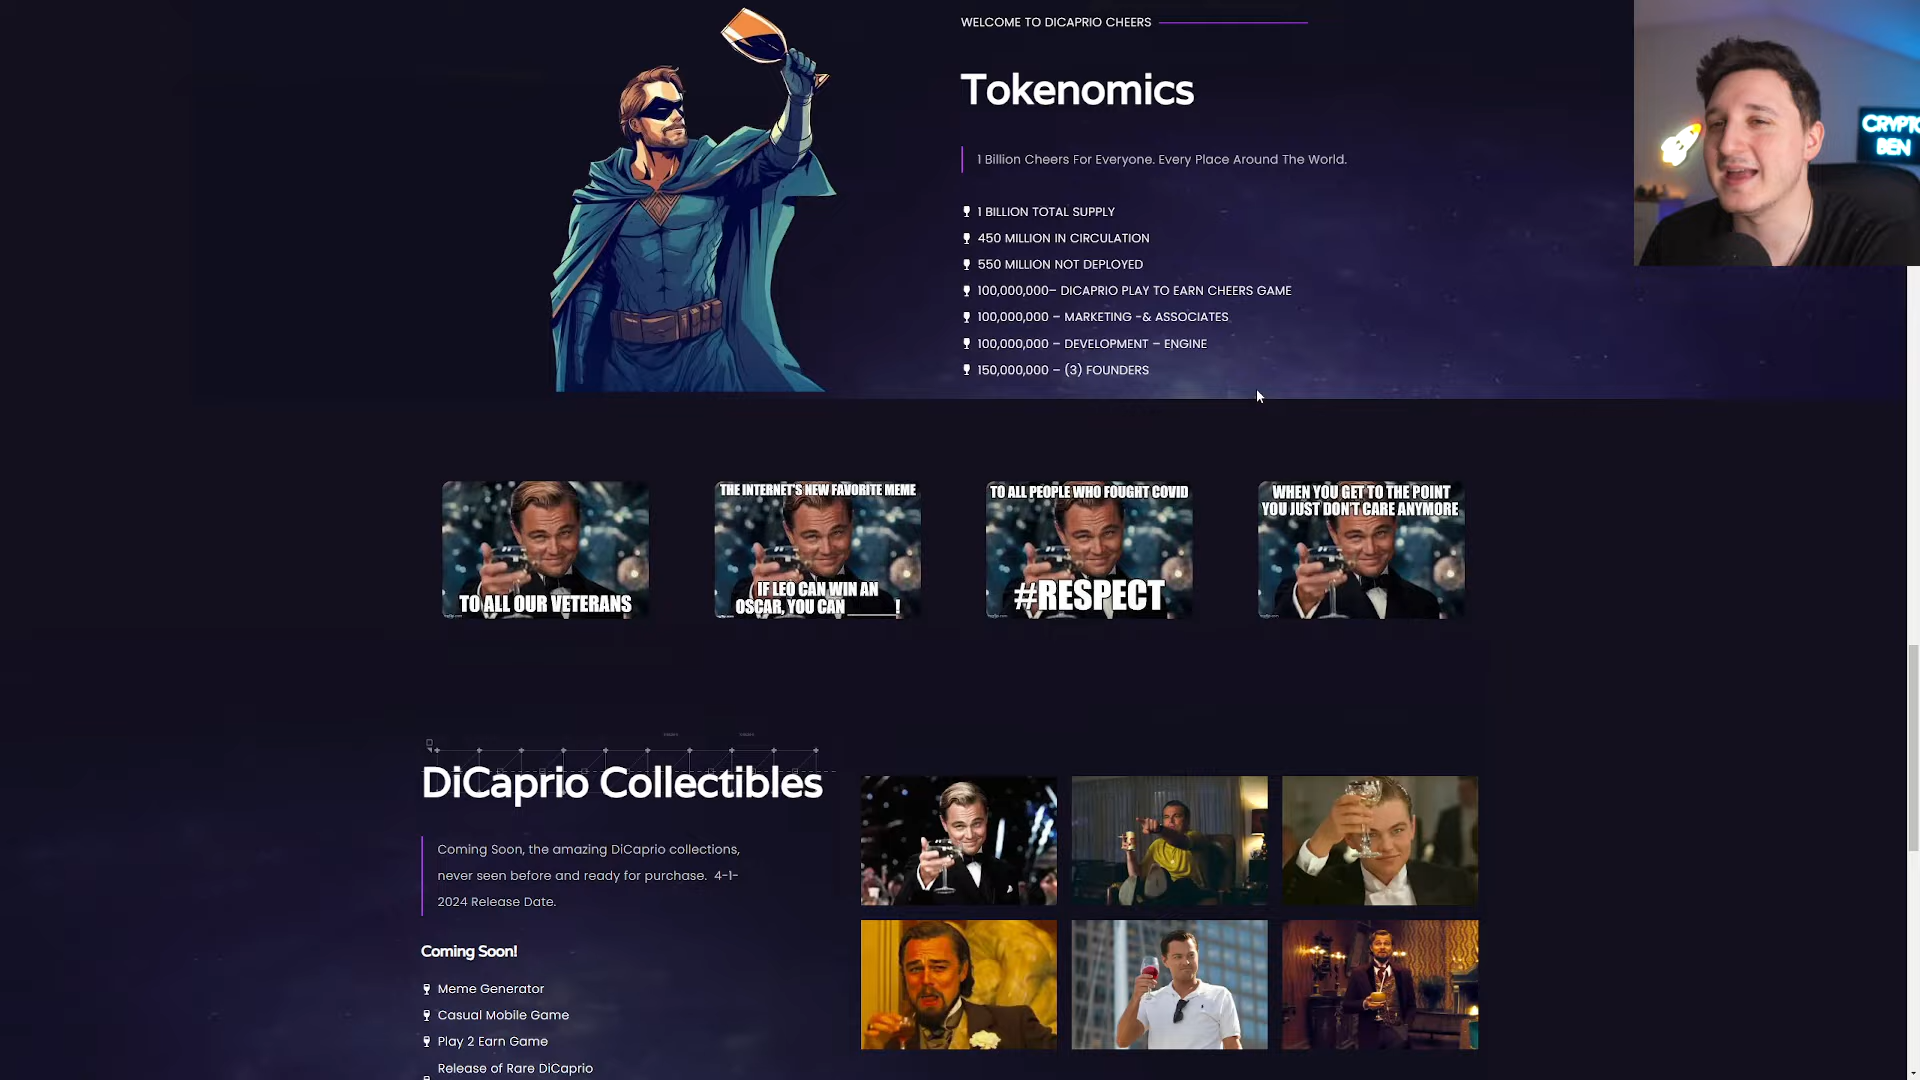 WELCOME TO DICAPRIO CHEERS
Tokenomics
1 Billion Cheers For Everyone. Every Place Around The World.
1 BILLION TOTAL SUPPLY
450 MILLION IN CIRCULATION
550 MILLION NOT DEPLOYED
100,000,000– DICAPRIO PLAY TO EARN CHEERS GAME
100,000,000 – MARKETING -& ASSOCIATES
100,000,000 – DEVELOPMENT – ENGINE
150,000,000 – (3) FOUNDERS
CRYPTO
BEN
TO ALL OUR VETERANS
THE INTERNET'S NEW FAVORITE MEME
IF LEO CAN WIN AN
OSCAR, YOU CAN ______!
TO ALL PEOPLE WHO FOUGHT COVID
#RESPECT
WHEN YOU GET TO THE POINT
YOU JUST DON'T CARE ANYMORE
DiCaprio Collectibles
Coming Soon, the amazing DiCaprio collections,
never seen before and ready for purchase. 4-1-
2024 Release Date.
Coming Soon!
Meme Generator
Casual Mobile Game
Play 2 Earn Game
Release of Rare DiCaprio